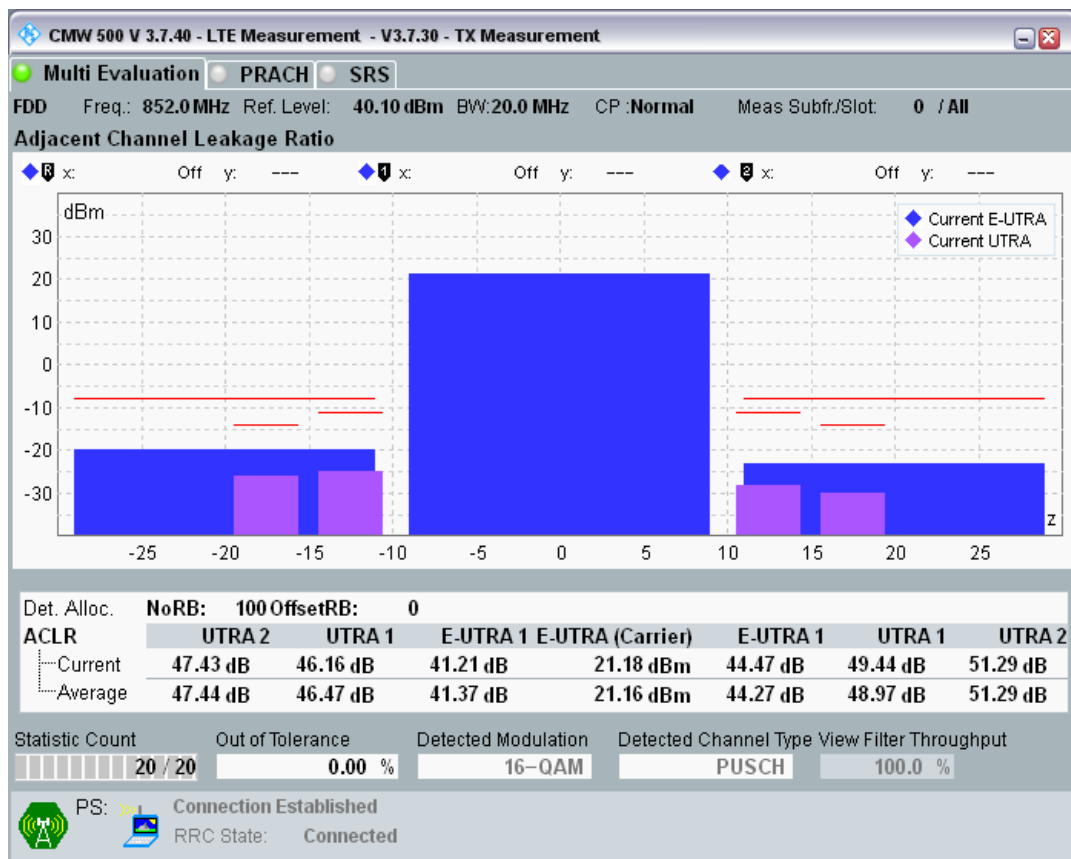 CMW 500 V 3.7.40 - LTE Measurement - V3.7.30 - TX Measurement
Multi Evaluation PRACH SRS
FDD Freq.: 852.0 MHz Ref. Level: 40.10 dBm BW:20.0 MHz CP :Normal Meas Subfr./Slot: 0 / All
Adjacent Channel Leakage Ratio
R x: Off y: --- 1 x: Off y: --- 2 x: Off y: ---
dBm
Current E-UTRA
Current UTRA
30
20
10
0
-10
-20
-30
z
-25 -20 -15 -10 -5 0 5 10 15 20 25
Det. Alloc. NoRB: 100 OffsetRB: 0
ACLR UTRA 2 UTRA 1 E-UTRA 1 E-UTRA (Carrier) E-UTRA 1 UTRA 1 UTRA 2
Current 47.43 dB 46.16 dB 41.21 dB 21.18 dBm 44.47 dB 49.44 dB 51.29 dB
Average 47.44 dB 46.47 dB 41.37 dB 21.16 dBm 44.27 dB 48.97 dB 51.29 dB
Statistic Count Out of Tolerance Detected Modulation Detected Channel Type View Filter Throughput
20 / 20 0.00 % 16-QAM PUSCH 100.0 %
PS: Connection Established
RRC State: Connected